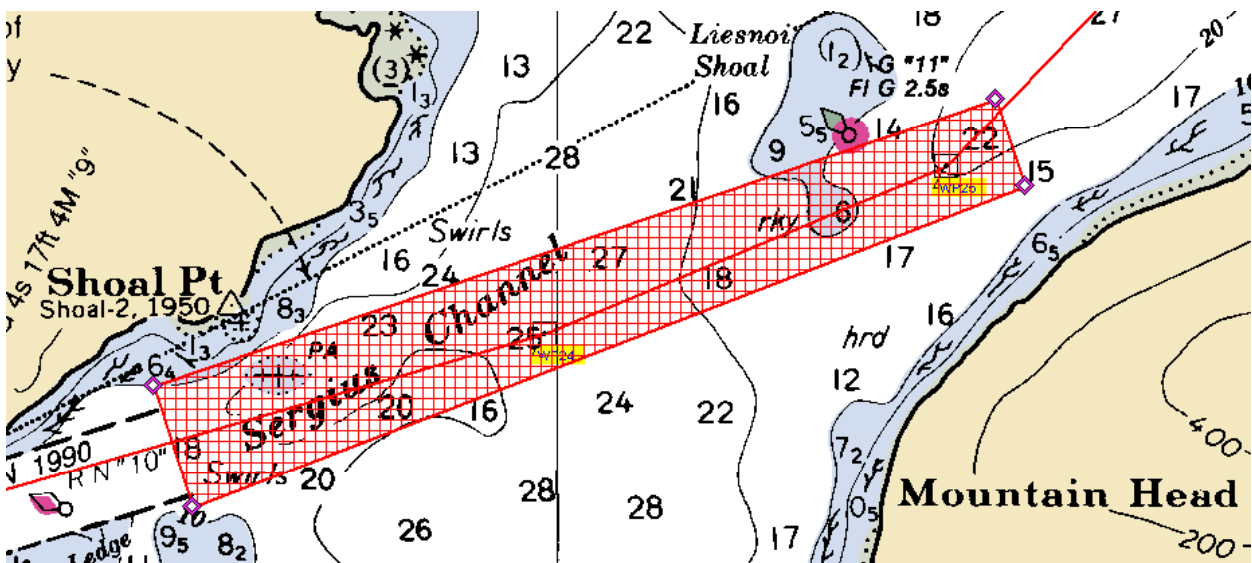 18
27
of
22
Liesnoi
Shoal
(1₂)
"11"
Fl G 2.5s
20
y
(3)
1₃
13
16
17
5₅
14
22
13
28
9
15
3₅
21
6
rky
Swirls
16
24
27
17
6₅
4s 17ft 4M "9"
Shoal Pt
Shoal-2, 1950
8₃
18
Channel
16
23
25
WP24
WP25
hrd
1₃
PA
6₄
12
Sergius
20
16
24
22
400
18
N 1990
R N "10"
Swirls
20
7₂
28
28
Mountain Head
10
0₅
9₅
8₂
26
17
Ledge
200